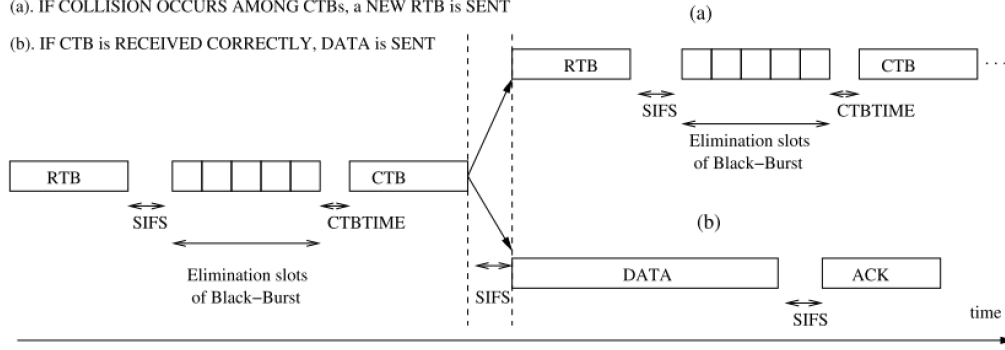 (a). IF COLLISION OCCURS AMONG CTBs, a NEW RTB is SENT
(a)
(b). IF CTB is RECEIVED CORRECTLY, DATA is SENT
RTB
CTB
. . .
SIFS
CTBTIME
Elimination slots
of Black−Burst
RTB
CTB
SIFS
CTBTIME
(b)
Elimination slots
of Black−Burst
SIFS
DATA
ACK
SIFS
time